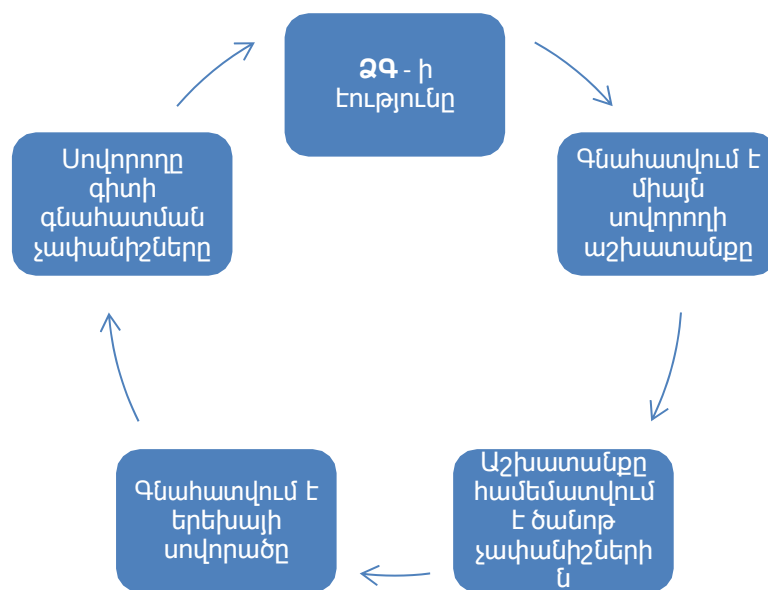 ՁԳ - ի
էությունը
Գնահատվում է
միայն
սովորողի
աշխատանքը
Աշխատանքը
համեմատվում
է ծանոթ
չափանիշների
ն
Գնահատվում է
երեխայի
սովորածը
Սովորողը
գիտի
գնահատման
չափանիշները